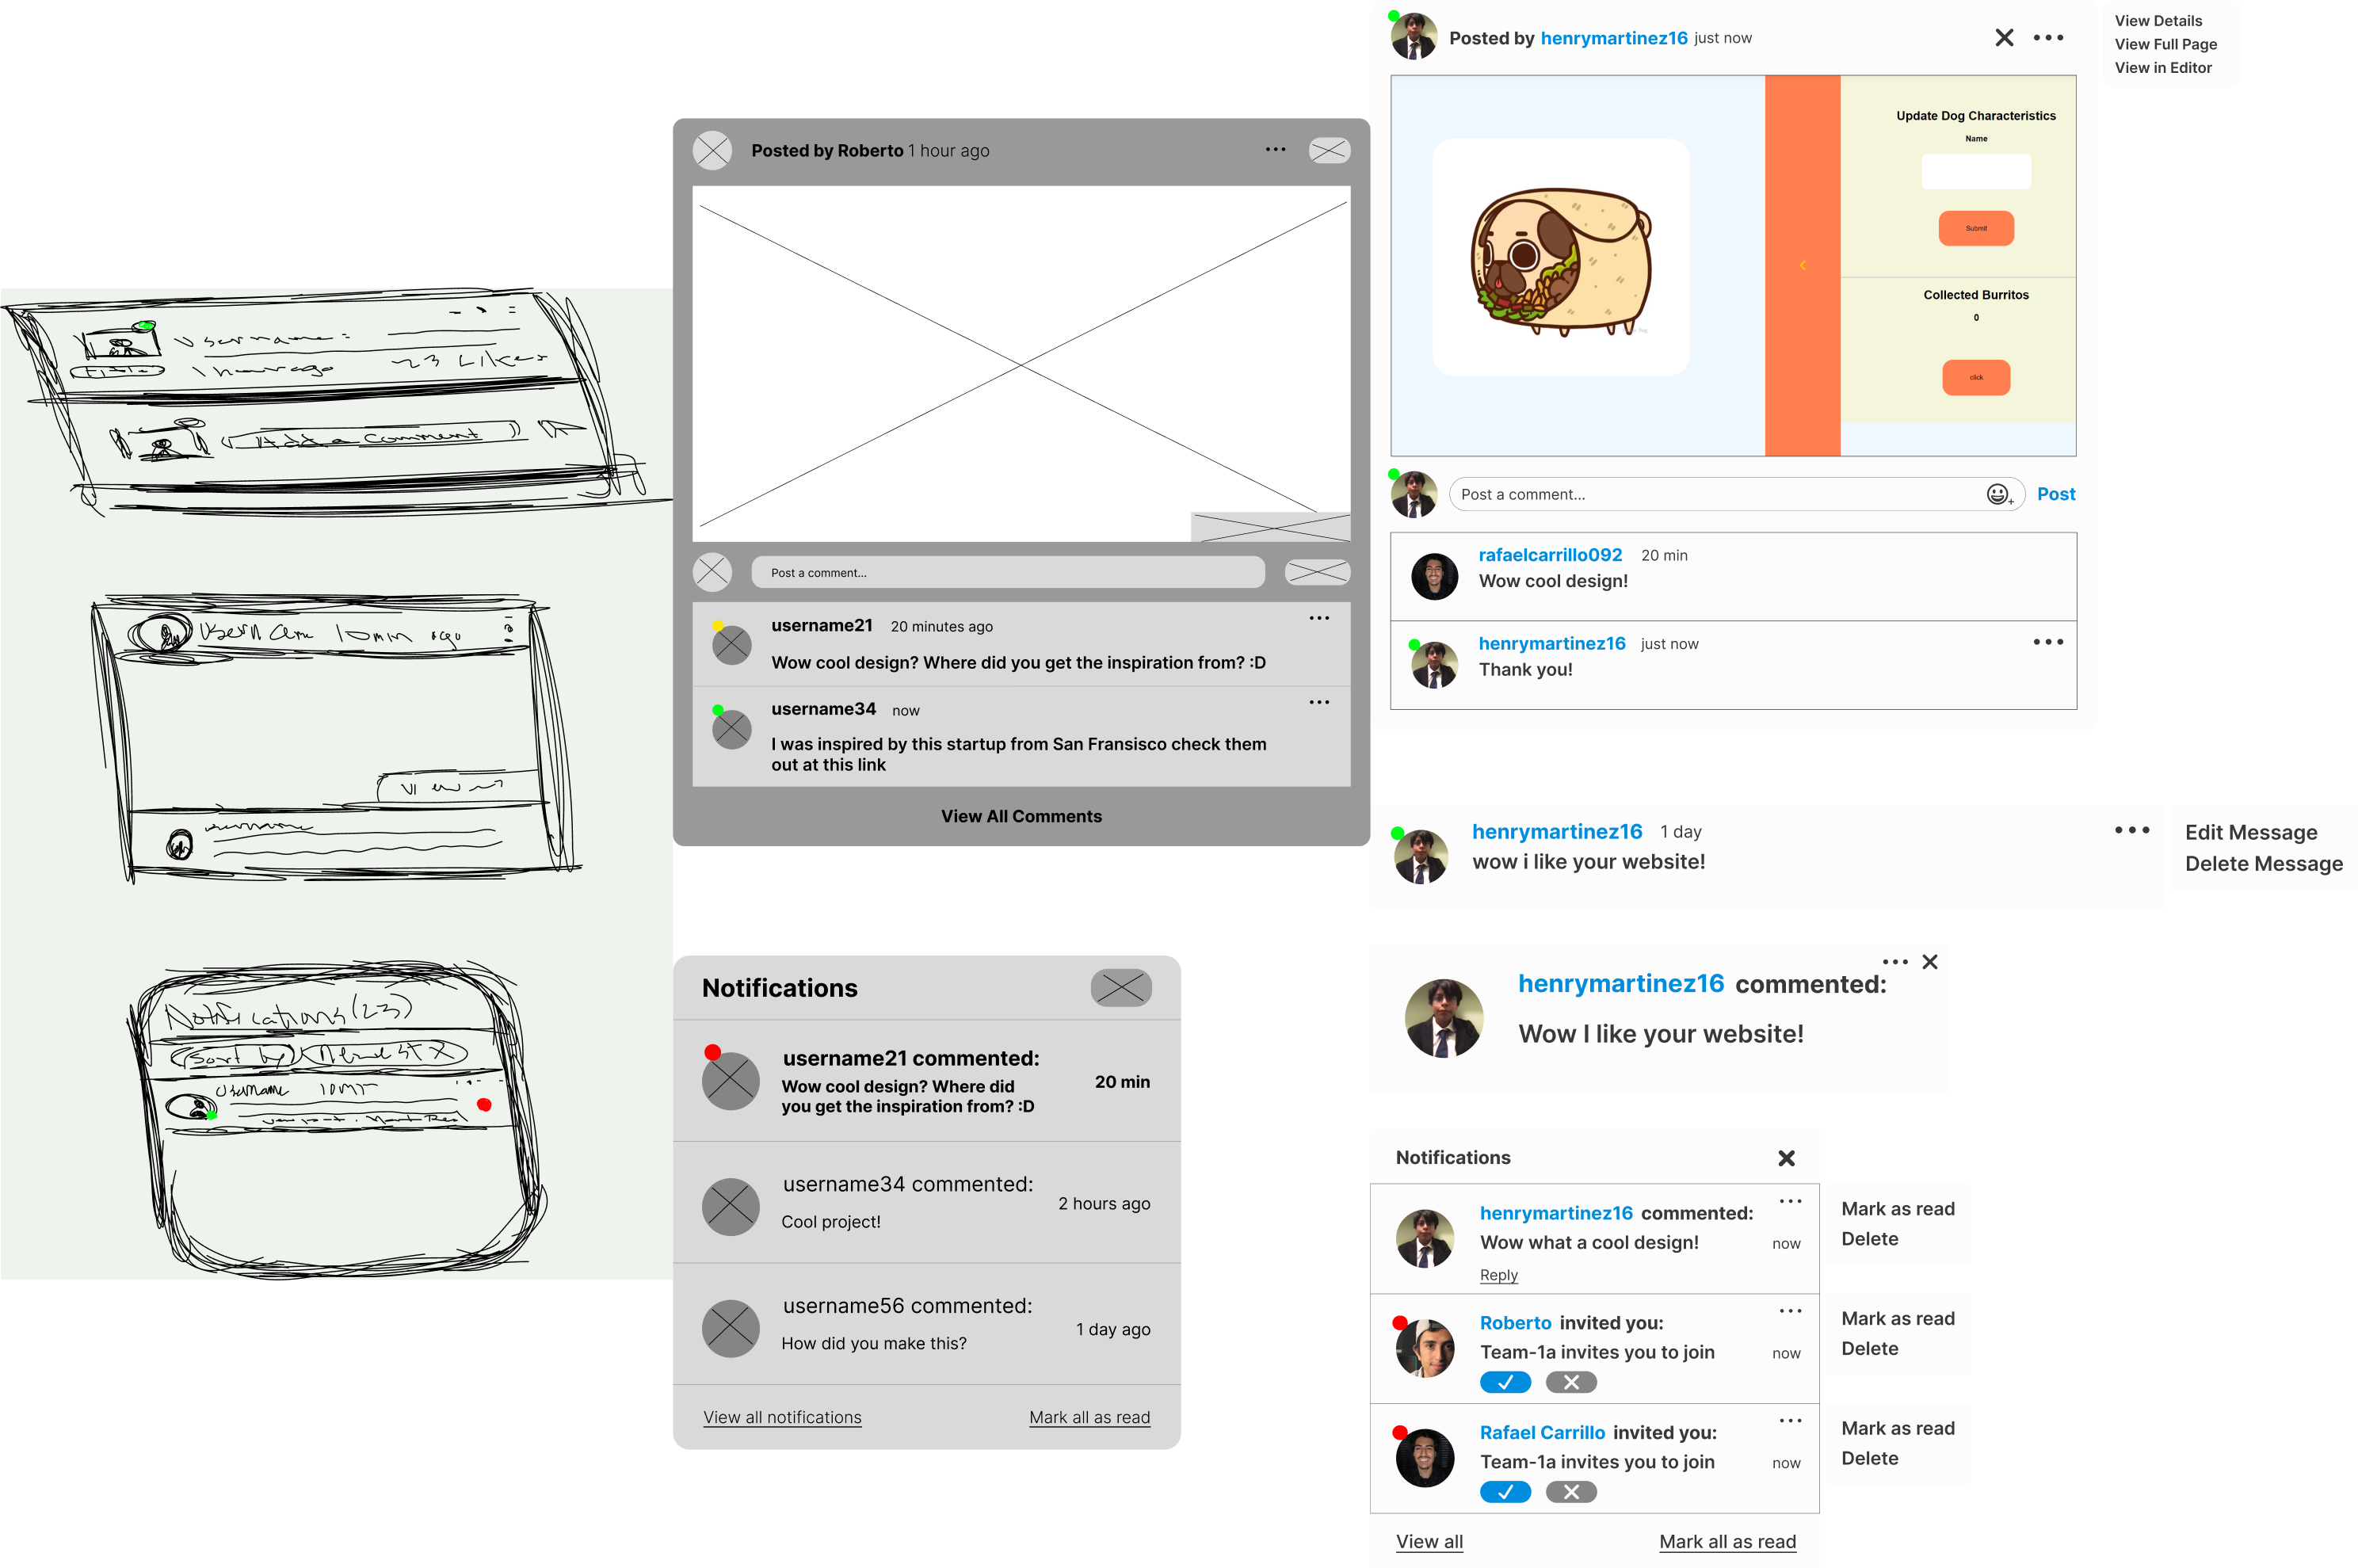 Username:
1 hour ago 23 Likes
title
Add a comment
Username 10min ago
view
username
Notifications (23)
Sort by Newest X
Username 10m
Posted by Roberto 1 hour ago
Post a comment...
username21 20 minutes ago
Wow cool design? Where did you get the inspiration from? :D
username34 now
I was inspired by this startup from San Fransisco check them
out at this link
View All Comments
Notifications
username21 commented:
Wow cool design? Where did
you get the inspiration from? :D
20 min
username34 commented:
Cool project!
2 hours ago
username56 commented:
How did you make this?
1 day ago
View all notifications Mark all as read
Posted by henrymartinez16 just now
View Details
View Full Page
View in Editor
Update Dog Characteristics
Name
Submit
Collected Burritos
0
click
Post a comment... Post
rafaelcarrillo092 20 min
Wow cool design!
henrymartinez16 just now
Thank you!
henrymartinez16 1 day
wow i like your website!
Edit Message
Delete Message
henrymartinez16 commented:
Wow I like your website!
Notifications
henrymartinez16 commented:
Wow what a cool design! now
Reply
Mark as read
Delete
Roberto invited you:
Team-1a invites you to join now
Mark as read
Delete
Rafael Carrillo invited you:
Team-1a invites you to join now
Mark as read
Delete
View all Mark all as read